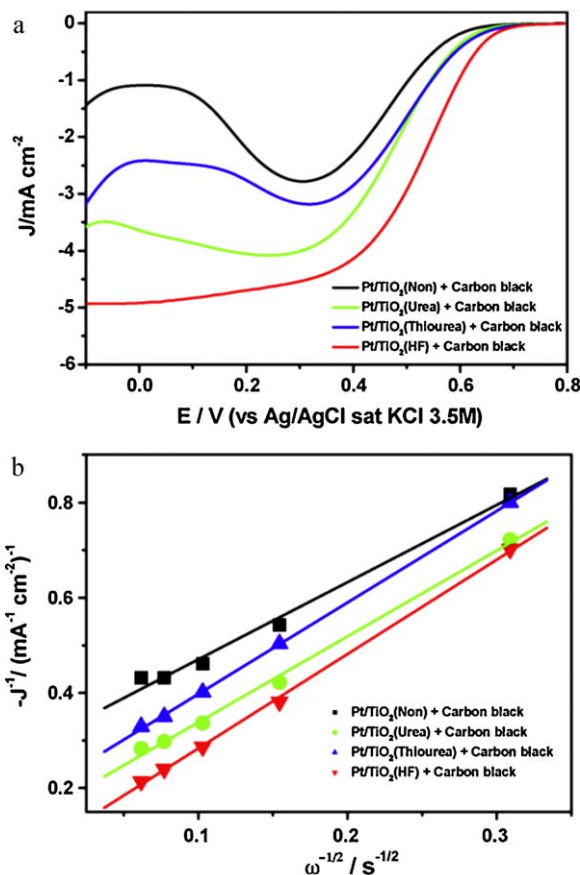 a
0
-1
-2
-3
-4
-5
-6
J/mA cm⁻²
Pt/TiO₂(Non) + Carbon black
Pt/TiO₂(Urea) + Carbon black
Pt/TiO₂(Thiourea) + Carbon black
Pt/TiO₂(HF) + Carbon black
0.0 0.2 0.4 0.6 0.8
E / V (vs Ag/AgCl sat KCl 3.5M)
b
0.8
0.6
0.4
0.2
-J⁻¹/ (mA⁻¹ cm⁻²)⁻¹
Pt/TiO₂(Non) + Carbon black
Pt/TiO₂(Urea) + Carbon black
Pt/TiO₂(Thiourea) + Carbon black
Pt/TiO₂(HF) + Carbon black
0.1 0.2 0.3
ω⁻¹/² / s⁻¹/²